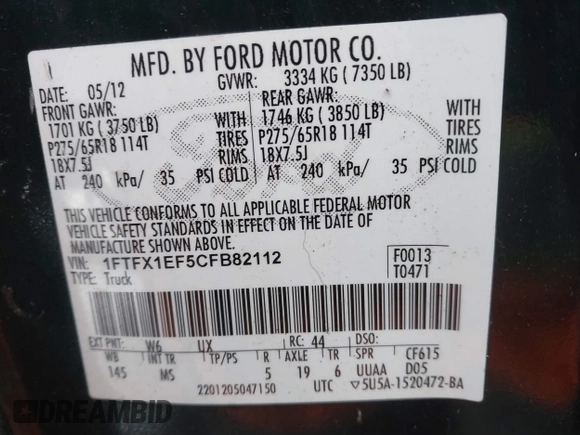 MFD. BY FORD MOTOR CO.
DATE: 05/12 GVWR: 3334 KG ( 7350 LB)
FRONT GAWR: REAR GAWR:
1701 KG ( 3750 LB) WITH 1746 KG ( 3850 LB) WITH
P275/65R18 114T TIRES P275/65R18 114T TIRES
18X7.5J RIMS 18X7.5J RIMS
AT 240 kPa/ 35 PSI COLD AT 240 kPa/ 35 PSI COLD
Ford
THIS VEHICLE CONFORMS TO ALL APPLICABLE FEDERAL MOTOR
VEHICLE SAFETY STANDARDS IN EFFECT ON THE DATE OF
MANUFACTURE SHOWN ABOVE.
VIN: 1FTFX1EF5CFB82112 F0013
TYPE: Truck T0471
EXT PNT: W6 UX RC: 44 DSO:
WB INT TR TP/PS R AXLE TR SPR CF615
145 MS 5 19 6 UUAA D05
2201205047150 UTC ▽5U5A-1520472-BA
DREAMBID